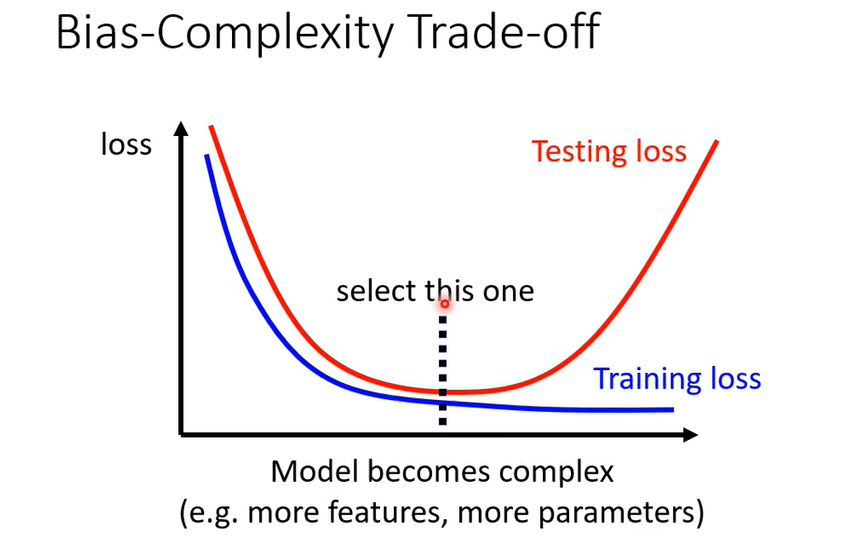 Bias-Complexity Trade-off
loss
Testing loss
select this one
Training loss
Model becomes complex
(e.g. more features, more parameters)